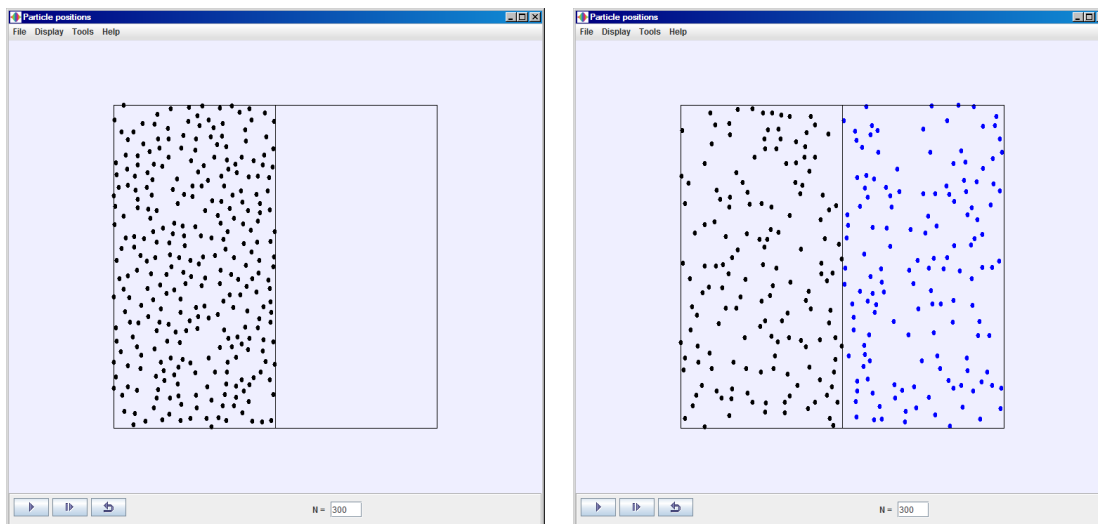 Particle positions
File Display Tools Help
N = 300
Particle positions
File Display Tools Help
N = 300